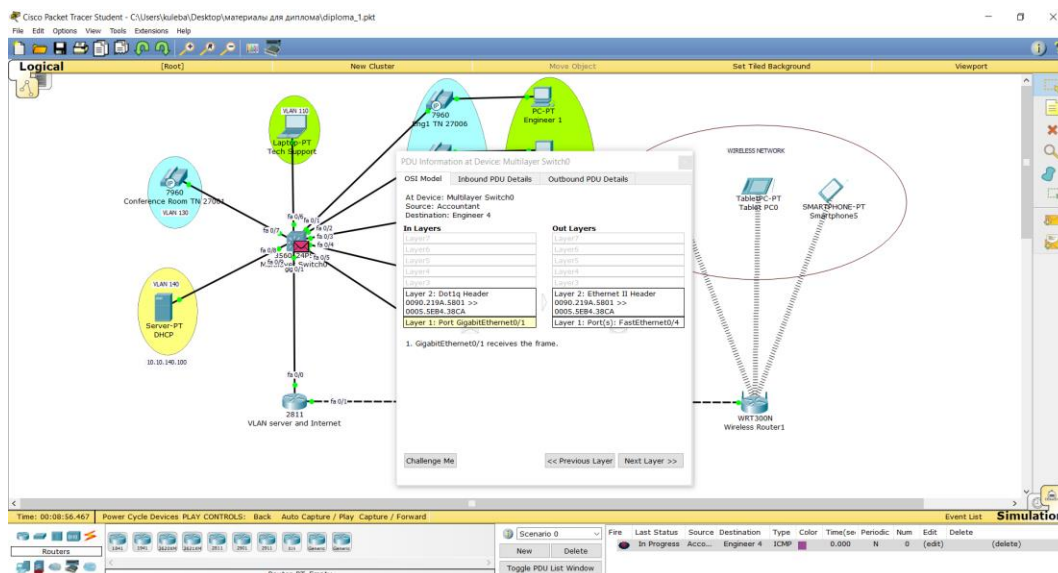 Cisco Packet Tracer Student - C:\Users\kuleba\Desktop\материалы для диплома\diploma_1.pkt
File Edit Options View Tools Extensions Help
Logical [Root] New Cluster Move Object Set Tiled Background Viewport
VLAN 110
Laptop-PT
Tech Support
7960
Eng1 TN 27006
PC-PT
Engineer 1
7960
Conference Room TN 27001
VLAN 130
fa 0/6
fa 0/1
fa 0/7
fa 0/2
fa 0/3
fa 0/8
fa 0/4
fa 0/5
gig 0/1
VLAN 140
Server-PT
DHCP
10.10.140.100
fa 0/0
fa 0/1
2811
VLAN server and Internet
WIRELESS NETWORK
TabletPC-PT
Tablet PC0
SMARTPHONE-PT
Smartphone5
WRT300N
Wireless Router1
PDU Information at Device: Multilayer Switch0
OSI Model Inbound PDU Details Outbound PDU Details
At Device: Multilayer Switch0
Source: Accountant
Destination: Engineer 4
In Layers Out Layers
Layer7 Layer7
Layer6 Layer6
Layer5 Layer5
Layer4 Layer4
Layer3 Layer3
Layer 2: Dot1q Header
0090.219A.5801 >>
0005.5EB4.38CA
Layer 2: Ethernet II Header
0090.219A.5801 >>
0005.5EB4.38CA
Layer 1: Port GigabitEthernet0/1 Layer 1: Port(s): FastEthernet0/4
1. GigabitEthernet0/1 receives the frame.
Challenge Me << Previous Layer Next Layer >>
Time: 00:08:56.467 Power Cycle Devices PLAY CONTROLS: Back Auto Capture / Play Capture / Forward Event List Simulation
Routers
Scenario 0
New Delete
Toggle PDU List Window
Fire Last Status Source Destination Type Color Time(se Periodic Num Edit Delete
In Progress Acco... Engineer 4 ICMP 0.000 N 0 (edit) (delete)